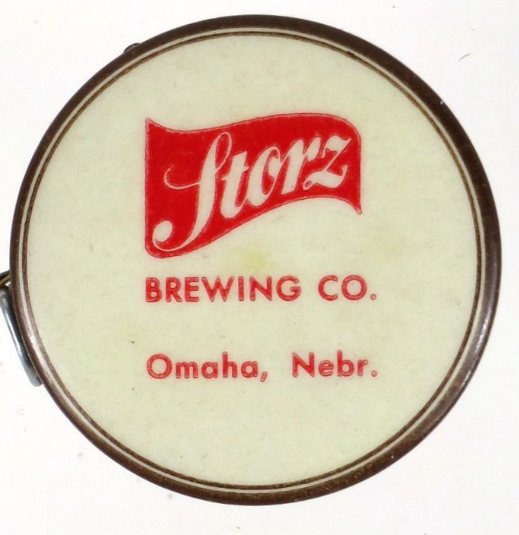 Storz
BREWING CO.
Omaha, Nebr.